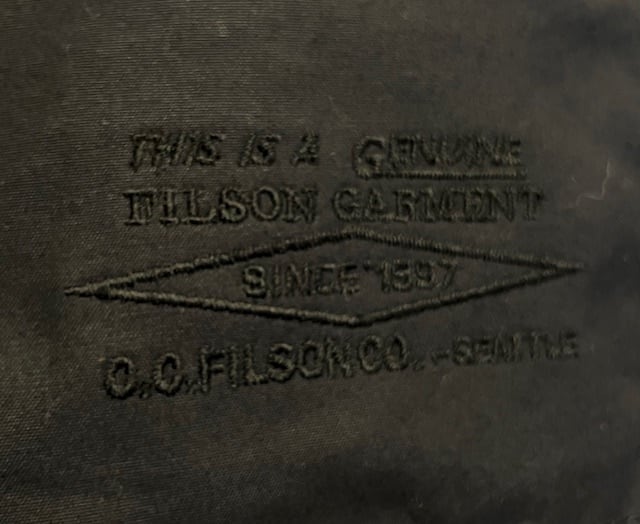 THIS IS A GENUINE
FILSON GARMENT
SINCE 1897
C.C. FILSON CO. - SEATTLE